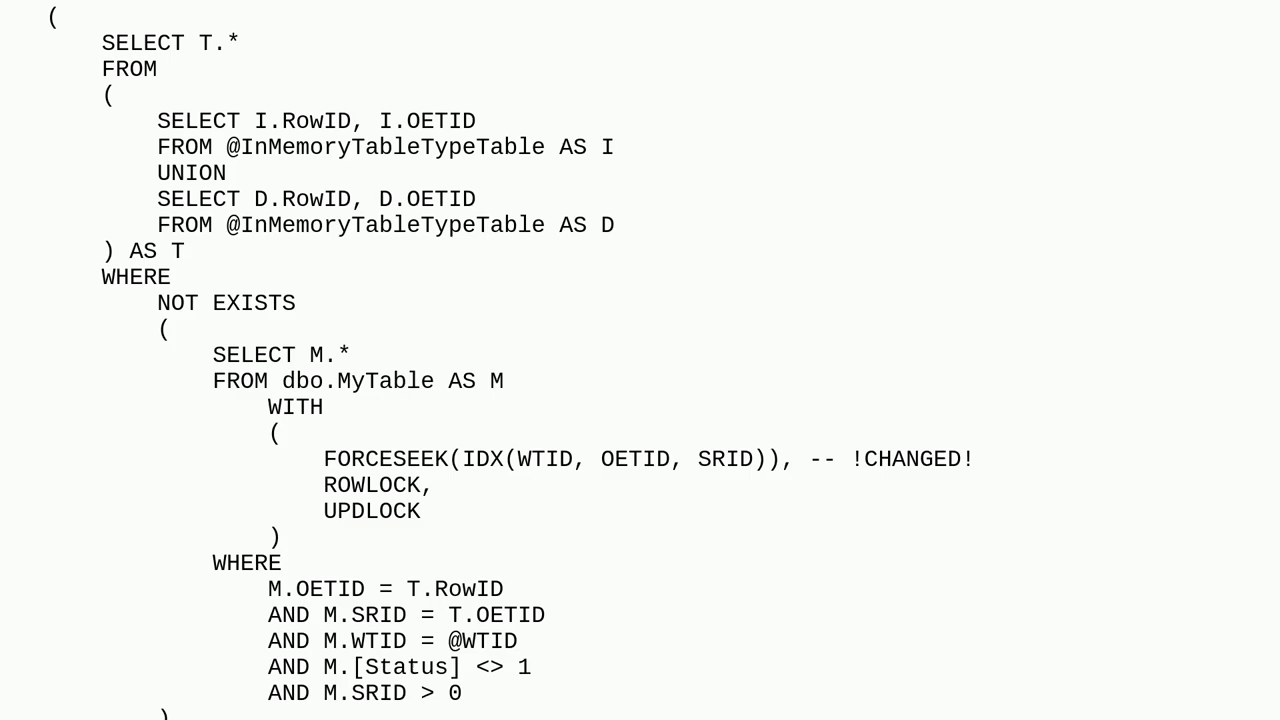 (
SELECT T.*
FROM
(
SELECT I.RowID, I.OETID
FROM @InMemoryTableTypeTable AS I
UNION
SELECT D.RowID, D.OETID
FROM @InMemoryTableTypeTable AS D
) AS T
WHERE
NOT EXISTS
(
SELECT M.*
FROM dbo.MyTable AS M
WITH
(
FORCESEEK(IDX(WTID, OETID, SRID)), -- !CHANGED!
ROWLOCK,
UPDLOCK
)
WHERE
M.OETID = T.RowID
AND M.SRID = T.OETID
AND M.WTID = @WTID
AND M.[Status] <> 1
AND M.SRID > 0
)